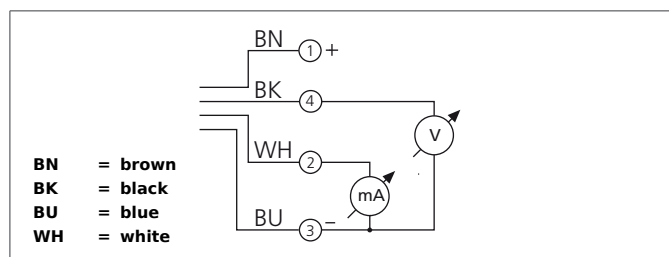 BN 1 +
BK 4
V
WH 2
mA
BU 3 −
BN = brown
BK = black
BU = blue
WH = white